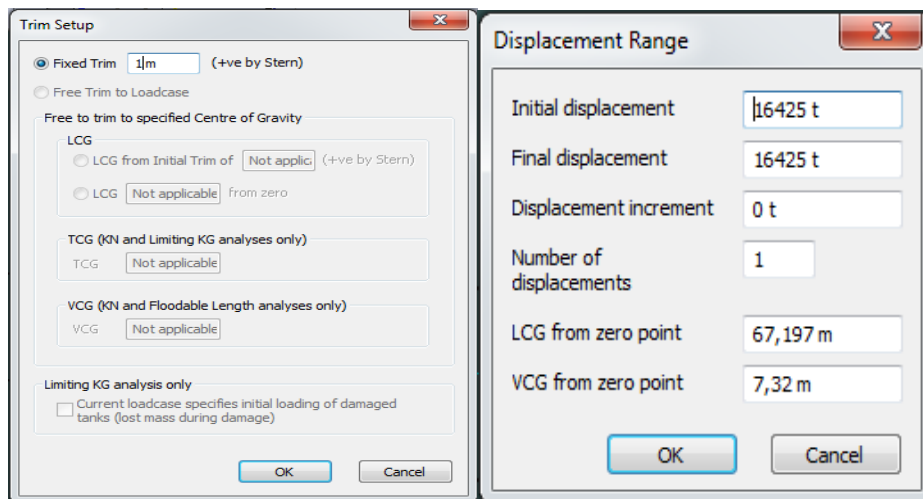 Trim Setup
Fixed Trim 1 m (+ve by Stern)
Free Trim to Loadcase
Free to trim to specified Centre of Gravity
LCG
LCG from Initial Trim of Not applic; (+ve by Stern)
LCG Not applicable from zero
TCG (KN and Limiting KG analyses only)
TCG Not applicable
VCG (KN and Floodable Length analyses only)
VCG Not applicable
Limiting KG analysis only
Current loadcase specifies initial loading of damaged
tanks (lost mass during damage)
OK Cancel
Displacement Range
Initial displacement 16425 t
Final displacement 16425 t
Displacement increment 0 t
Number of 1
displacements
LCG from zero point 67,197 m
VCG from zero point 7,32 m
OK Cancel